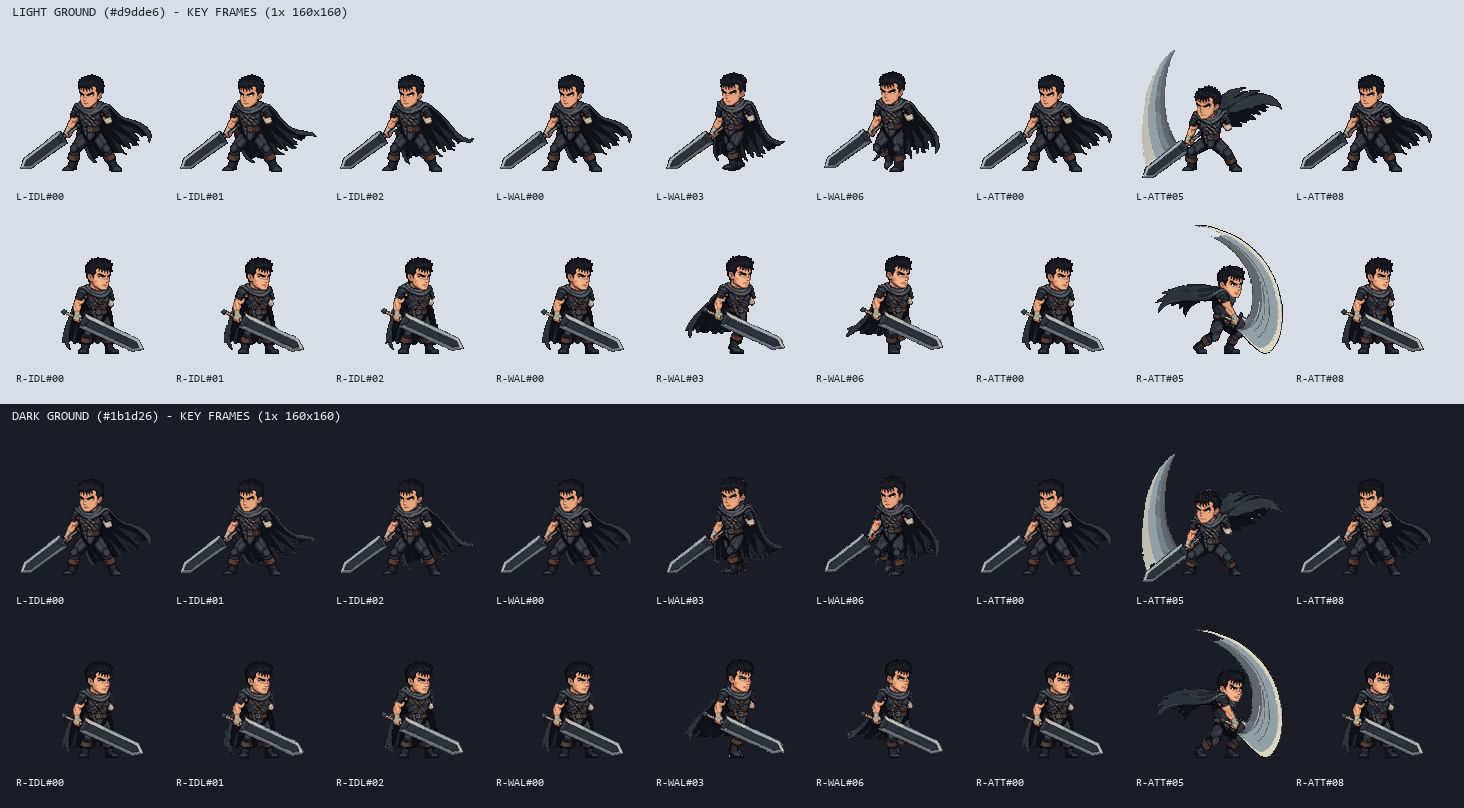 LIGHT GROUND (#d9dde6) - KEY FRAMES (1x 160x160)
L-IDL#00 L-IDL#01 L-IDL#02 L-WAL#00 L-WAL#03 L-WAL#06 L-ATT#00 L-ATT#05 L-ATT#08
R-IDL#00 R-IDL#01 R-IDL#02 R-WAL#00 R-WAL#03 R-WAL#06 R-ATT#00 R-ATT#05 R-ATT#08
DARK GROUND (#1b1d26) - KEY FRAMES (1x 160x160)
L-IDL#00 L-IDL#01 L-IDL#02 L-WAL#00 L-WAL#03 L-WAL#06 L-ATT#00 L-ATT#05 L-ATT#08
R-IDL#00 R-IDL#01 R-IDL#02 R-WAL#00 R-WAL#03 R-WAL#06 R-ATT#00 R-ATT#05 R-ATT#08